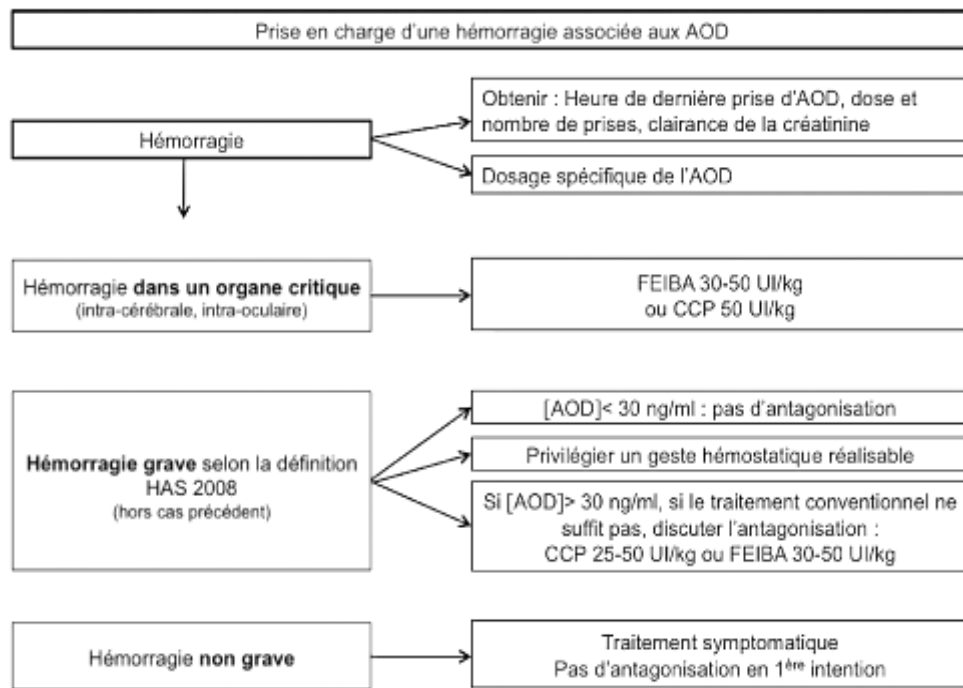 Prise en charge d'une hémorragie associée aux AOD
Obtenir : Heure de dernière prise d'AOD, dose et
nombre de prises, clairance de la créatinine
Hémorragie
Dosage spécifique de l'AOD
Hémorragie dans un organe critique
(intra-cérébrale, intra-oculaire)
FEIBA 30-50 UI/kg
ou CCP 50 UI/kg
Hémorragie grave selon la définition
HAS 2008
(hors cas précédent)
[AOD]< 30 ng/ml : pas d'antagonisation
Privilégier un geste hémostatique réalisable
Si [AOD]> 30 ng/ml, si le traitement conventionnel ne
suffit pas, discuter l'antagonisation :
CCP 25-50 UI/kg ou FEIBA 30-50 UI/kg
Hémorragie non grave
Traitement symptomatique
Pas d'antagonisation en 1ère intention